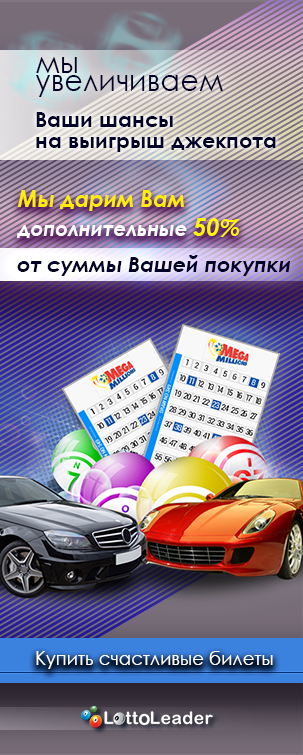 мы
увеличиваем
Ваши шансы
на выигрыш джекпота
Мы дарим Вам
дополнительные 50%
от суммы Вашей покупки
MEGA
MILLIONS
MEGA
MILLIONS
Купить счастливые билеты
LottoLeader